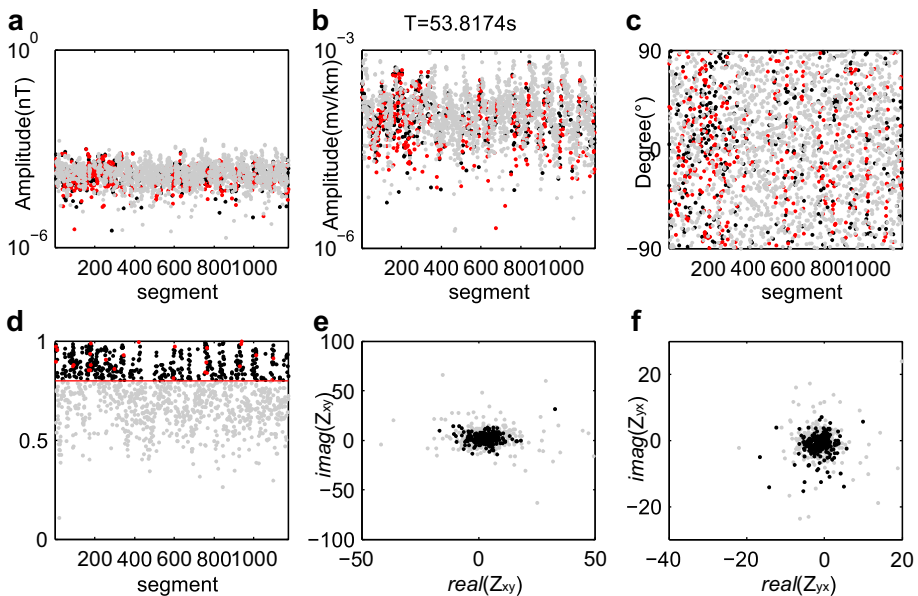 a
b
T=53.8174s
c
10^0
Amplitude(nT)
10^−6
200 400 600 8001000
segment
10^−3
Amplitude(mv/km)
10^−6
200 400 600 8001000
segment
90
Degree(°)
0
−90
200 400 600 8001000
segment
d
e
f
1
0.5
0
200 400 600 8001000
segment
100
50
imag(Zxy)
0
−50
−100
−50 0 50
real(Zxy)
20
imag(Zyx)
0
−20
−40 −20 0 20
real(Zyx)